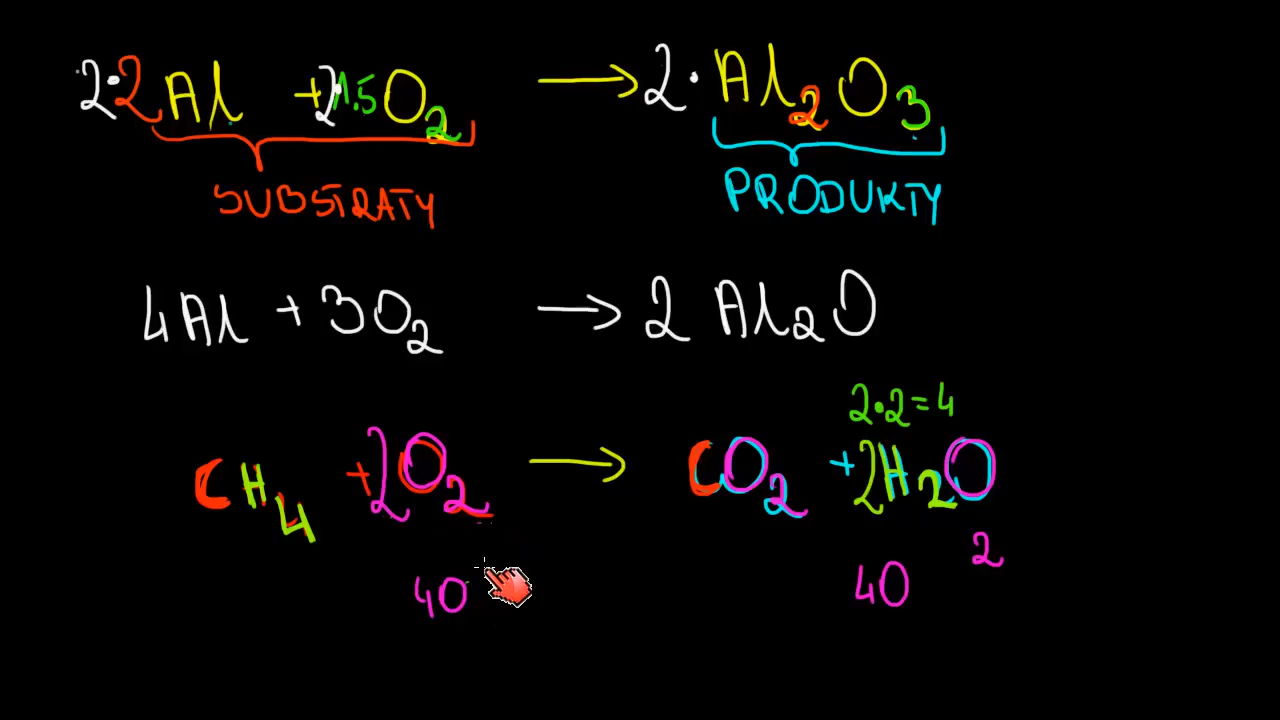 2·2Al + 2·1.5O₂ → 2·Al₂O₃
SUBSTRATY PRODUKTY
4Al + 3O₂ → 2Al₂O
2·2=4
CH₄ + 2O₂ → CO₂ + 2H₂O
2
4O 4O